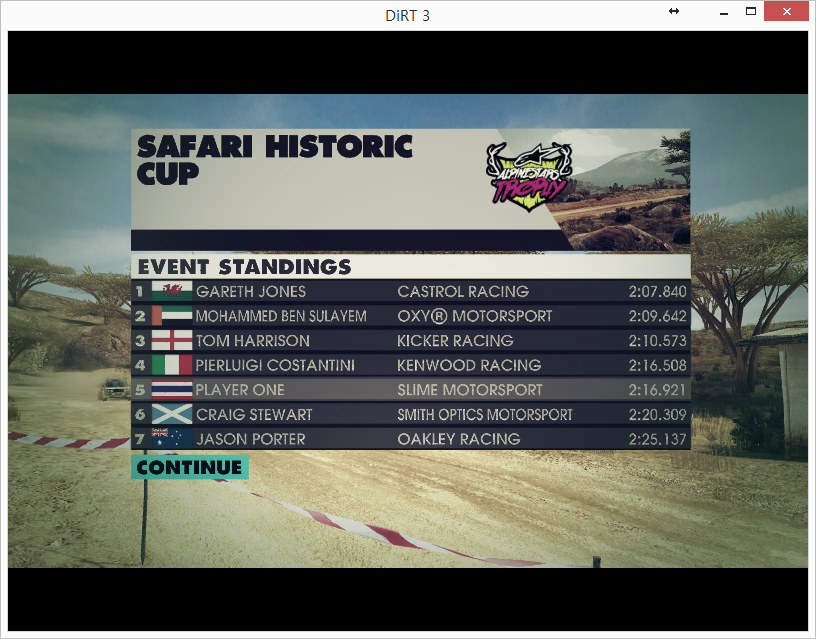 DiRT 3
SAFARI HISTORIC
CUP
ALPINESTARS
TROPHY
EVENT STANDINGS
1 GARETH JONES CASTROL RACING 2:07.840
2 MOHAMMED BEN SULAYEM OXY® MOTORSPORT 2:09.642
3 TOM HARRISON KICKER RACING 2:10.573
4 PIERLUIGI COSTANTINI KENWOOD RACING 2:16.508
5 PLAYER ONE SLIME MOTORSPORT 2:16.921
6 CRAIG STEWART SMITH OPTICS MOTORSPORT 2:20.309
7 JASON PORTER OAKLEY RACING 2:25.137
CONTINUE